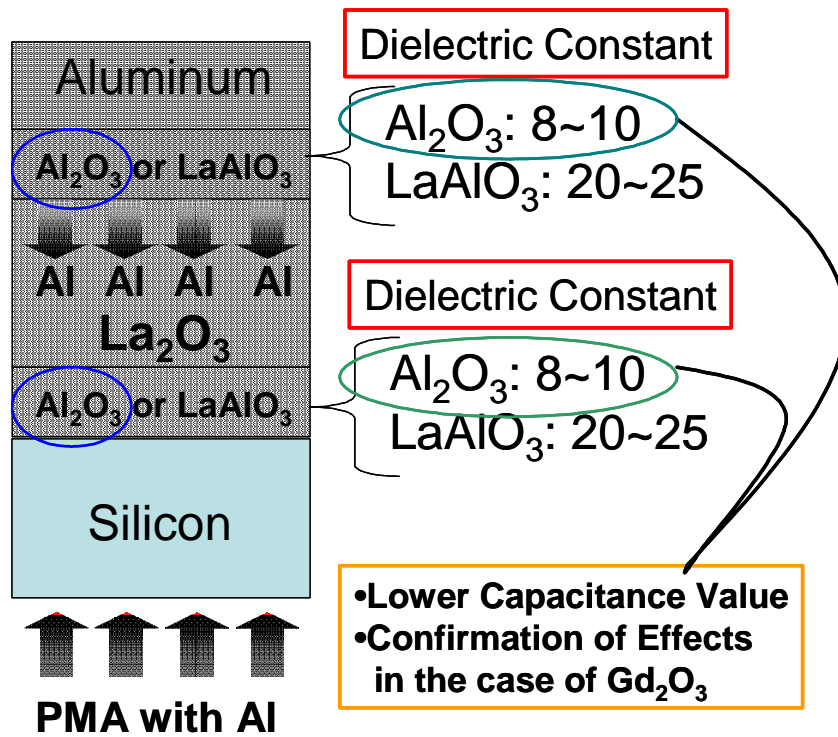 Aluminum
Al₂O₃ or LaAlO₃
Al Al Al Al
La₂O₃
Al₂O₃ or LaAlO₃
Silicon
PMA with Al
Dielectric Constant
Al₂O₃: 8~10
LaAlO₃: 20~25
Dielectric Constant
Al₂O₃: 8~10
LaAlO₃: 20~25
•Lower Capacitance Value
•Confirmation of Effects
in the case of Gd₂O₃